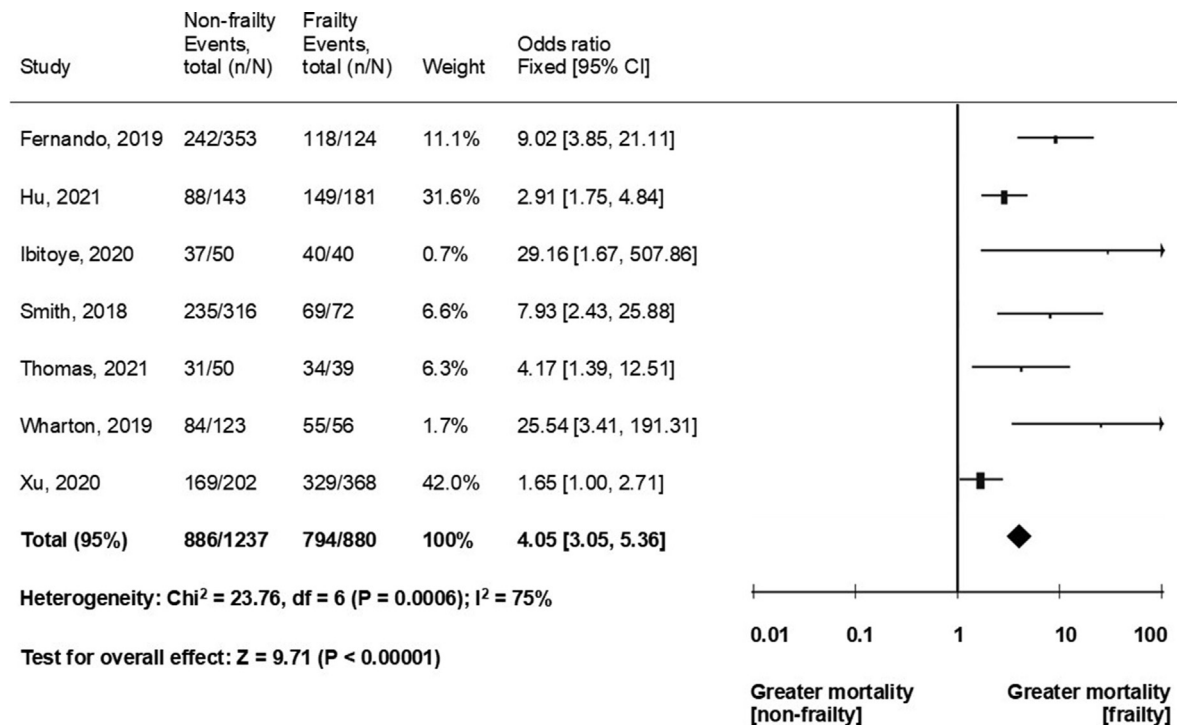 Study Non-frailty Events, total (n/N) Frailty Events, total (n/N) Weight Odds ratio Fixed [95% CI]
Fernando, 2019 242/353 118/124 11.1% 9.02 [3.85, 21.11]
Hu, 2021 88/143 149/181 31.6% 2.91 [1.75, 4.84]
Ibitoye, 2020 37/50 40/40 0.7% 29.16 [1.67, 507.86]
Smith, 2018 235/316 69/72 6.6% 7.93 [2.43, 25.88]
Thomas, 2021 31/50 34/39 6.3% 4.17 [1.39, 12.51]
Wharton, 2019 84/123 55/56 1.7% 25.54 [3.41, 191.31]
Xu, 2020 169/202 329/368 42.0% 1.65 [1.00, 2.71]
Total (95%) 886/1237 794/880 100% 4.05 [3.05, 5.36]
Heterogeneity: Chi² = 23.76, df = 6 (P = 0.0006); I² = 75%
Test for overall effect: Z = 9.71 (P < 0.00001)
0.01 0.1 1 10 100
Greater mortality [non-frailty]
Greater mortality [frailty]